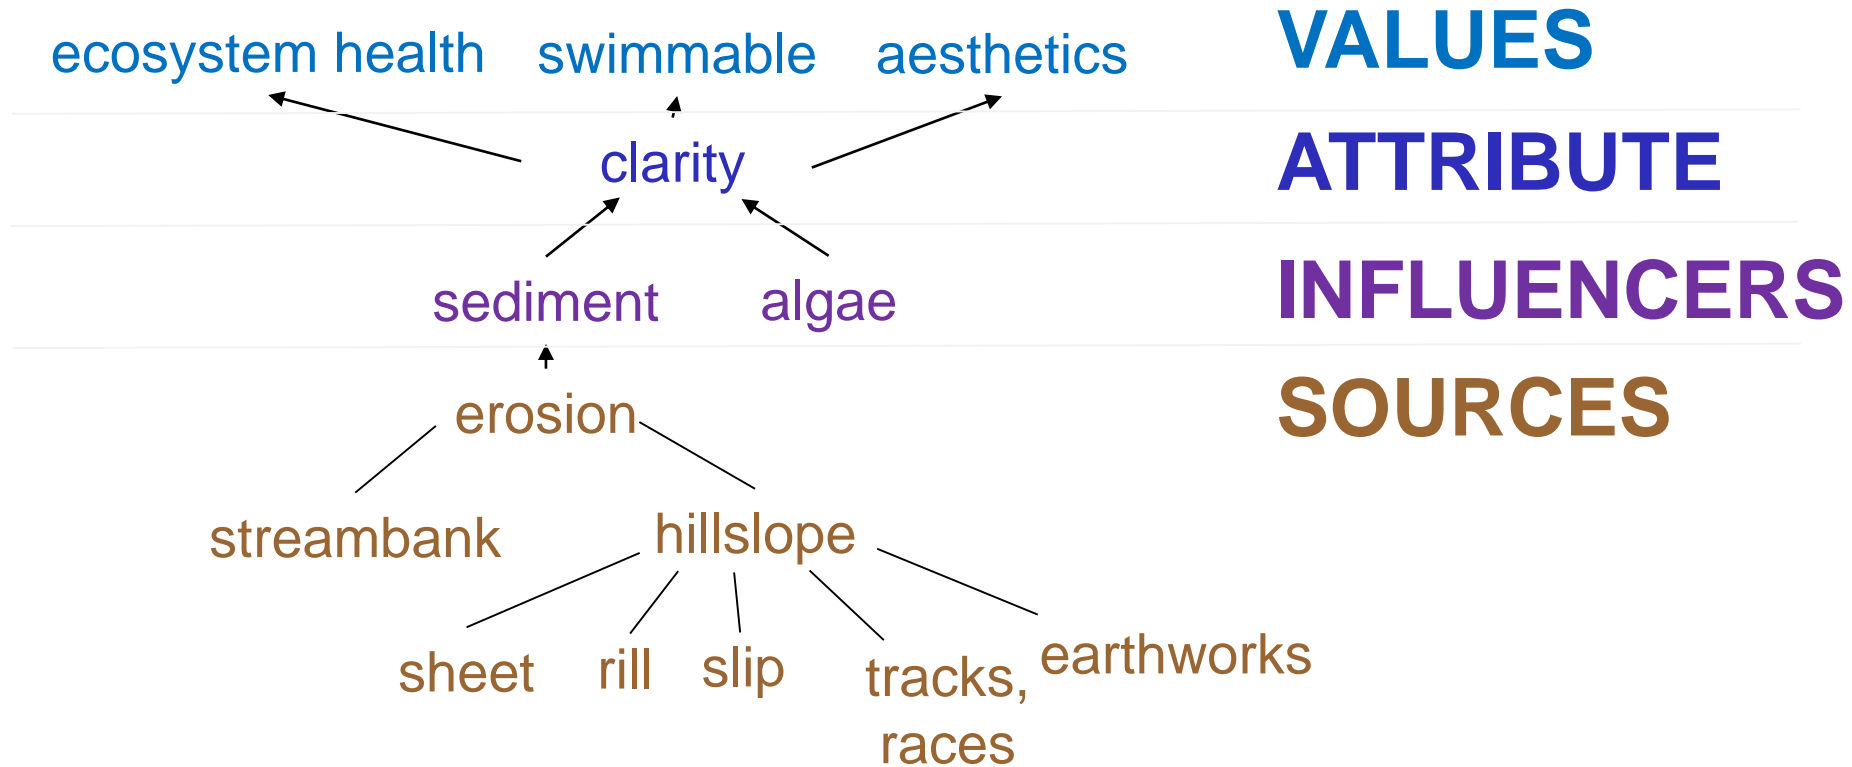 ecosystem health swimmable aesthetics VALUES
clarity ATTRIBUTE
sediment algae INFLUENCERS
erosion SOURCES
streambank hillslope
sheet rill slip tracks, earthworks
races